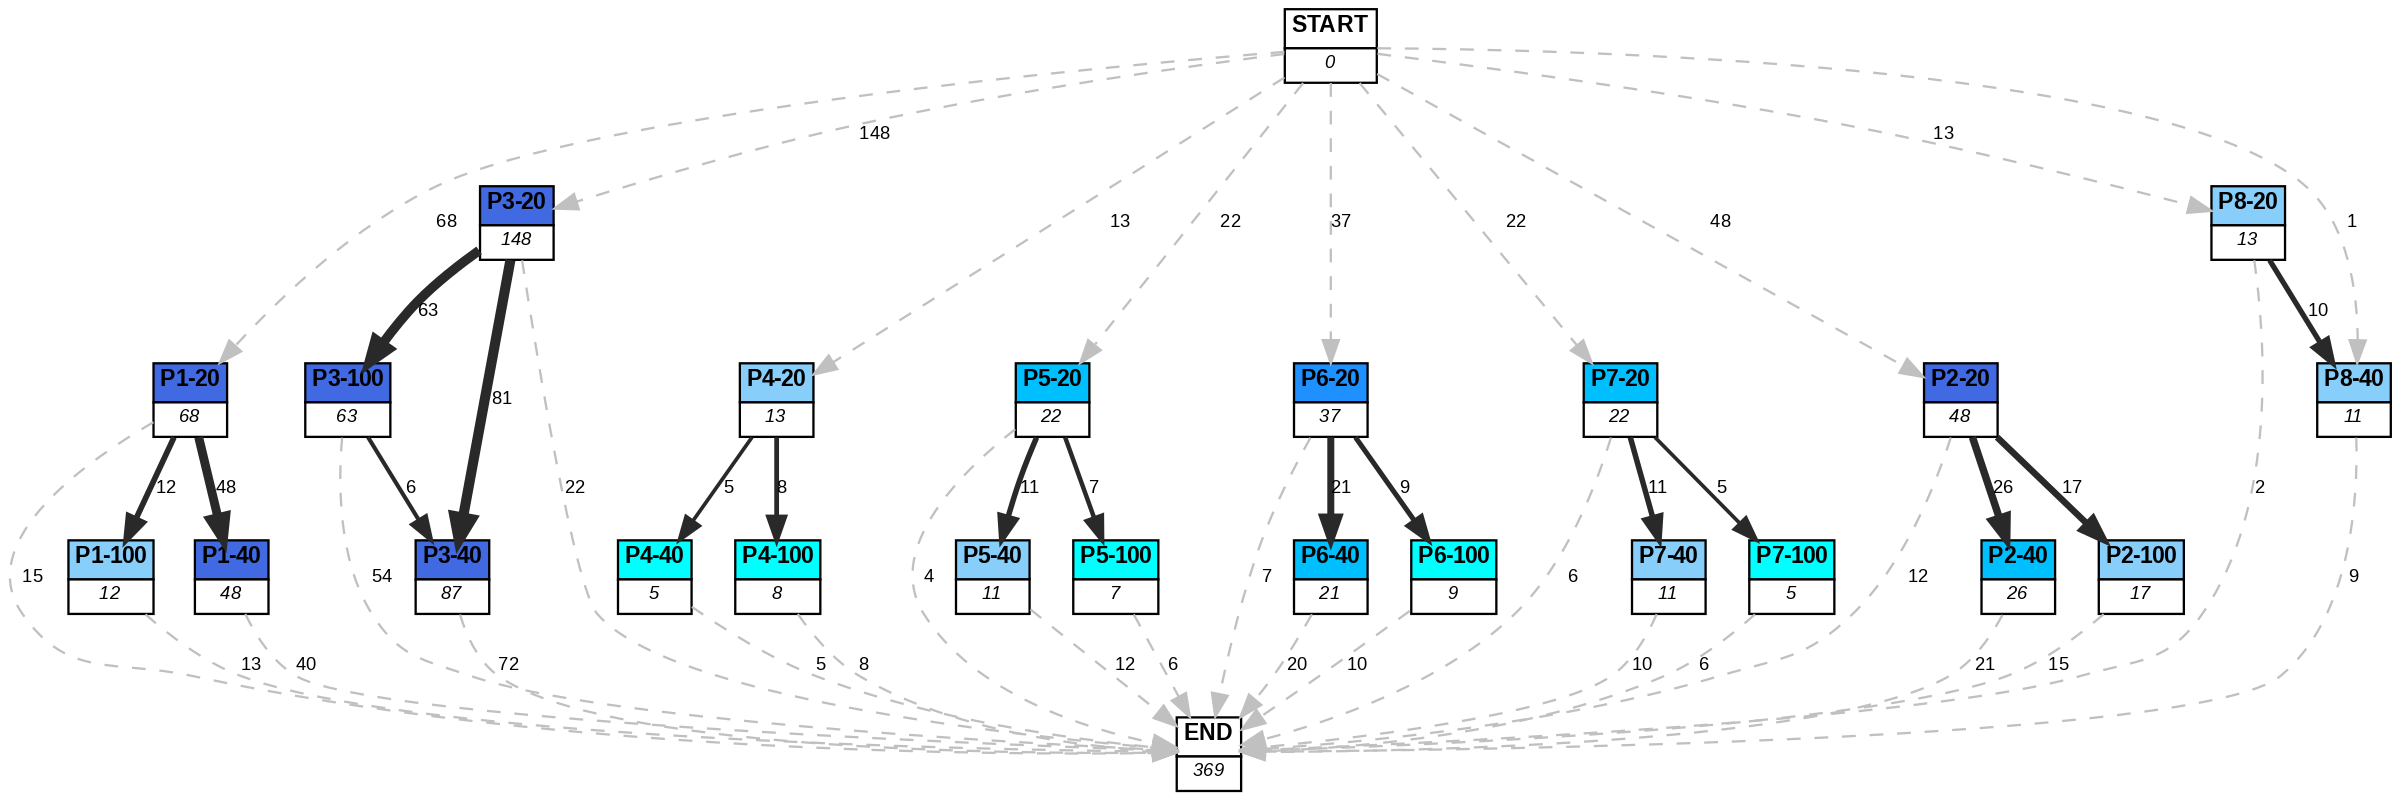 START
0
148
13
P3-20
148
P8-20
13
68
13
22
37
22
48
1
63
10
P1-20
68
P3-100
63
81
P4-20
13
P5-20
22
P6-20
37
P7-20
22
P2-20
48
P8-40
11
12
48
6
22
5
8
11
7
21
9
11
5
26
17
2
P1-100
12
P1-40
48
P3-40
87
P4-40
5
P4-100
8
P5-40
11
P5-100
7
P6-40
21
P6-100
9
P7-40
11
P7-100
5
P2-40
26
P2-100
17
15
54
4
7
6
12
9
13
40
72
5
8
12
6
20
10
10
6
21
15
END
369